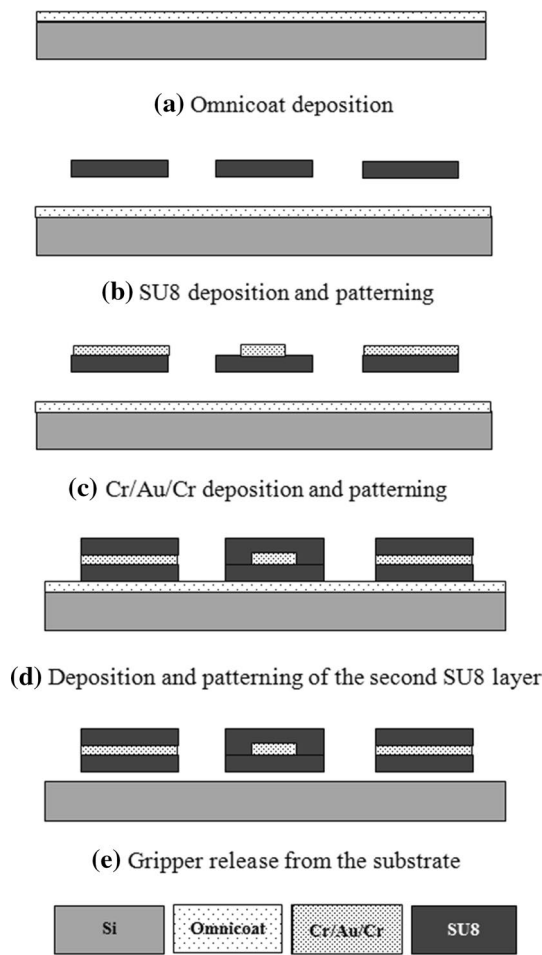 (a) Omnicoat deposition
(b) SU8 deposition and patterning
(c) Cr/Au/Cr deposition and patterning
(d) Deposition and patterning of the second SU8 layer
(e) Gripper release from the substrate
Si Omnicoat Cr/Au/Cr SU8